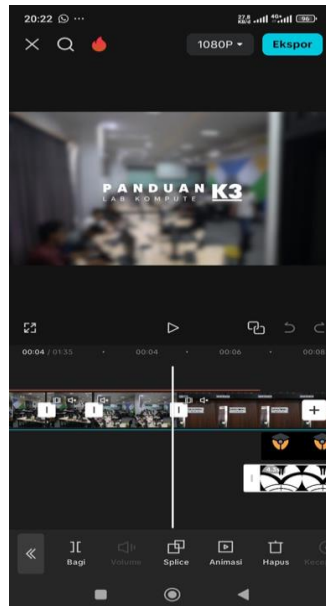 20:22
1080P
Ekspor
PANDUAN K3
LAB KOMPUTE
00:04 / 01:35
00:04
00:06
00:08
Bagi
Volume
Splice
Animasi
Hapus